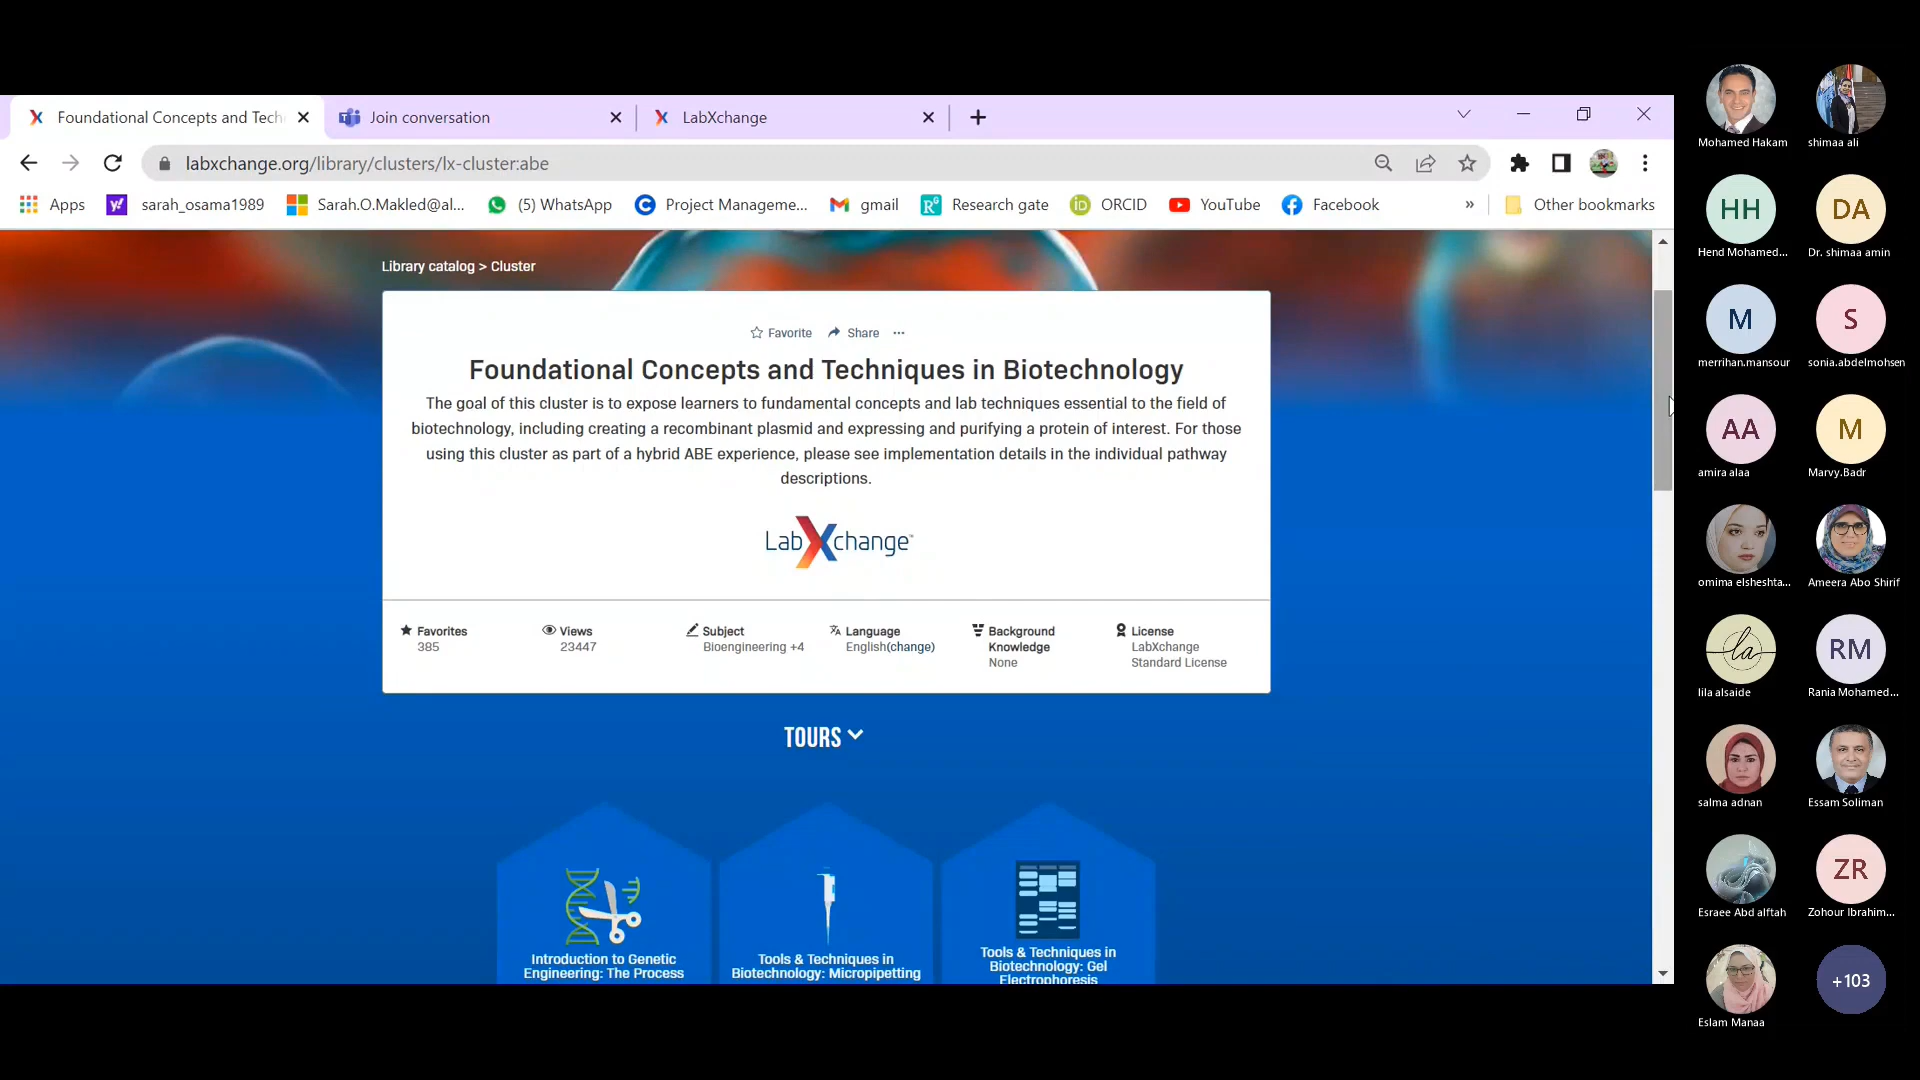 Foundational Concepts and Tech
Join conversation
LabXchange
labxchange.org/library/clusters/lx-cluster:abe
Apps
sarah_osama1989
Sarah.O.Makled@al...
(5) WhatsApp
Project Manageme...
gmail
Research gate
ORCID
YouTube
Facebook
»
Other bookmarks
Library catalog > Cluster
Favorite
Share
Foundational Concepts and Techniques in Biotechnology
The goal of this cluster is to expose learners to fundamental concepts and lab techniques essential to the field of
biotechnology, including creating a recombinant plasmid and expressing and purifying a protein of interest. For those
using this cluster as part of a hybrid ABE experience, please see implementation details in the individual pathway
descriptions.
LabXchange
Favorites
385
Views
23447
Subject
Bioengineering +4
Language
English(change)
Background
Knowledge
None
License
LabXchange
Standard License
TOURS
Introduction to Genetic
Engineering: The Process
Tools & Techniques in
Biotechnology: Micropipetting
Tools & Techniques in
Biotechnology: Gel
Electrophoresis
Mohamed Hakam
shimaa ali
HH
Hend Mohamed...
DA
Dr. shimaa amin
M
merrihan.mansour
S
sonia.abdelmohsen
AA
amira alaa
M
Marvy.Badr
omima elsheshta...
Ameera Abo Shirif
la
lila alsaide
RM
Rania Mohamed...
salma adnan
Essam Soliman
Esraee Abd alftah
ZR
Zohour Ibrahim...
Eslam Manaa
+103